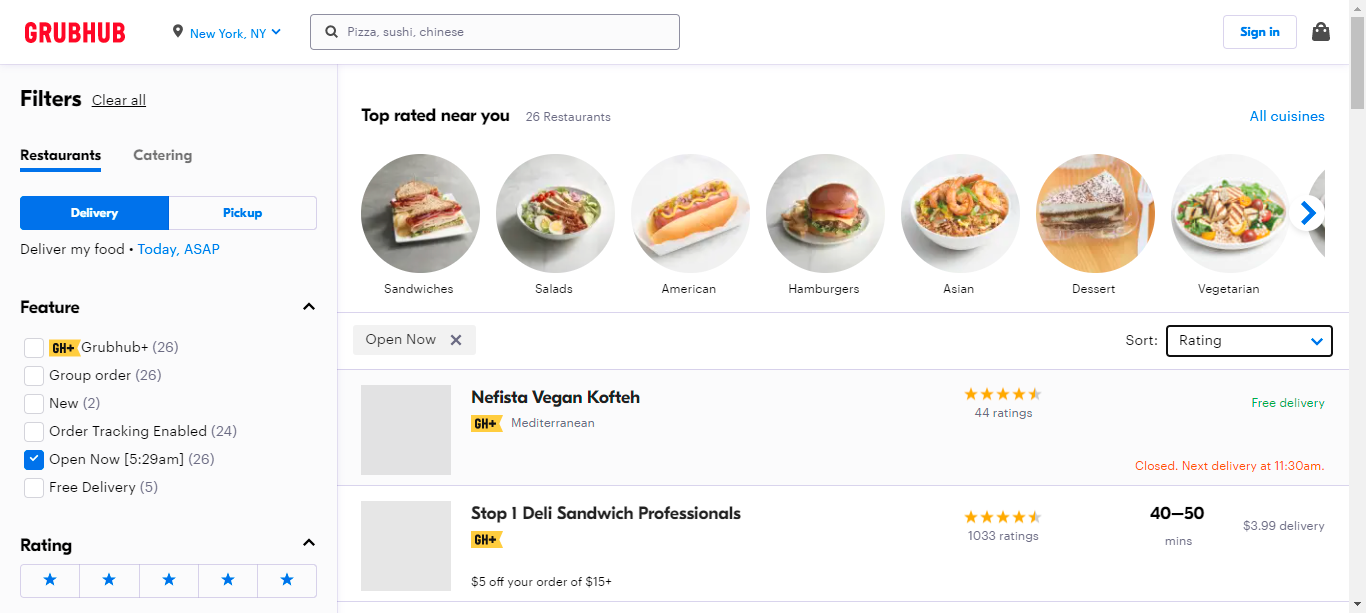 GRUBHUB
New York, NY
Pizza, sushi, chinese
Sign in
Filters Clear all
Restaurants Catering
Delivery Pickup
Deliver my food • Today, ASAP
Feature
GH+ Grubhub+ (26)
Group order (26)
New (2)
Order Tracking Enabled (24)
Open Now [5:29am] (26)
Free Delivery (5)
Rating
Top rated near you 26 Restaurants All cuisines
Sandwiches Salads American Hamburgers Asian Dessert Vegetarian
Open Now
Sort: Rating
Nefista Vegan Kofteh
GH+ Mediterranean
44 ratings
Free delivery
Closed. Next delivery at 11:30am.
Stop 1 Deli Sandwich Professionals
GH+
$5 off your order of $15+
1033 ratings
40–50
mins
$3.99 delivery